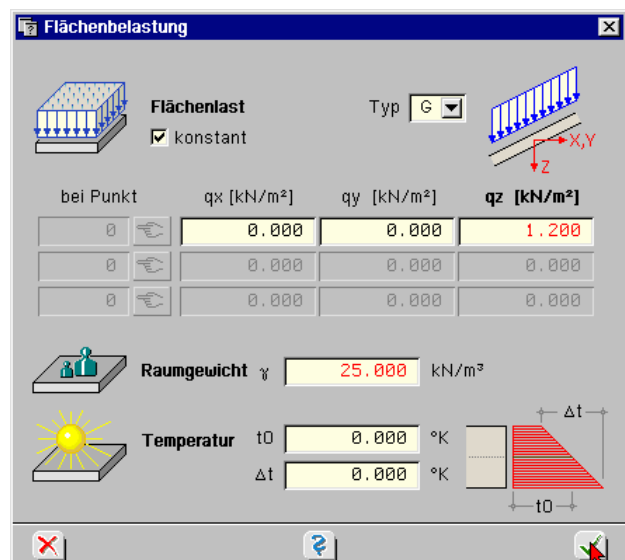 Flächenbelastung
Flächenlast Typ G
konstant
X,Y
Z
bei Punkt qx [kN/m²] qy [kN/m²] qz [kN/m²]
0 0.000 0.000 1.200
0 0.000 0.000 0.000
0 0.000 0.000 0.000
Raumgewicht γ 25.000 kN/m³
Δt
Temperatur t0 0.000 °K
Δt 0.000 °K
t0